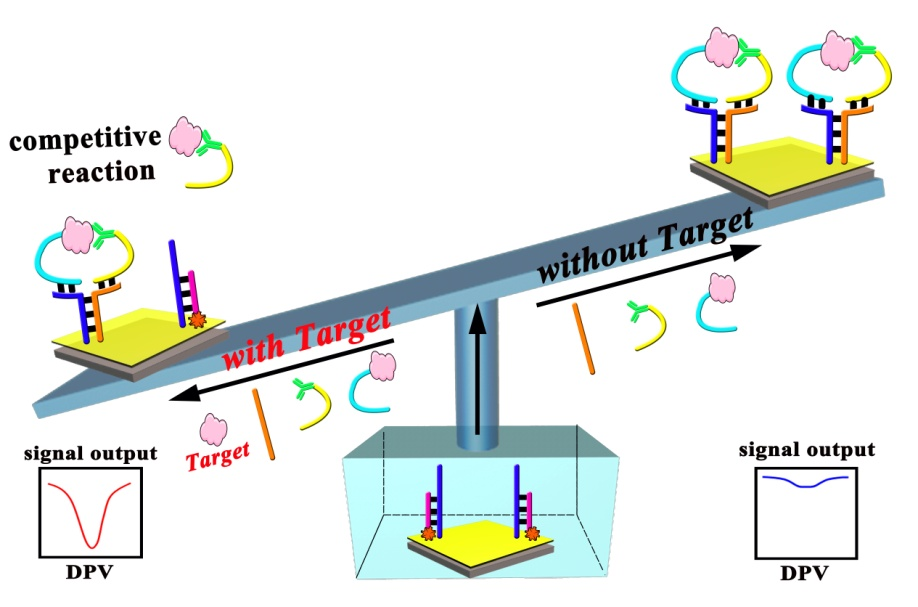 competitive
reaction
without Target
with Target
Target
signal output
DPV
signal output
DPV